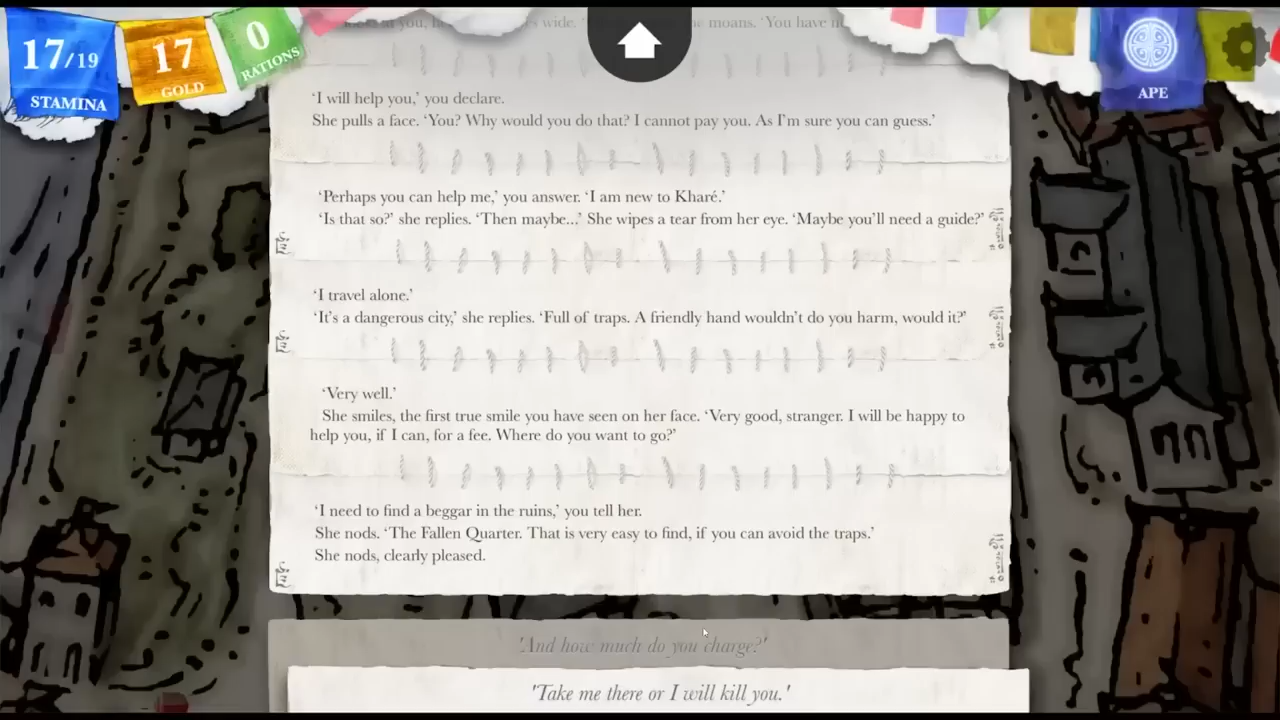 17/19
STAMINA
17
GOLD
0
RATIONS
APE
'I will help you,' you declare.
She pulls a face. 'You? Why would you do that? I cannot pay you. As I'm sure you can guess.'
'Perhaps you can help me,' you answer. 'I am new to Kharé.'
'Is that so?' she replies. 'Then maybe...' She wipes a tear from her eye. 'Maybe you'll need a guide?'
'I travel alone.'
'It's a dangerous city,' she replies. 'Full of traps. A friendly hand wouldn't do you harm, would it?'
'Very well.'
She smiles, the first true smile you have seen on her face. 'Very good, stranger. I will be happy to
help you, if I can, for a fee. Where do you want to go?'
'I need to find a beggar in the ruins,' you tell her.
She nods. 'The Fallen Quarter. That is very easy to find, if you can avoid the traps.'
She nods, clearly pleased.
'And how much do you charge?'
'Take me there or I will kill you.'